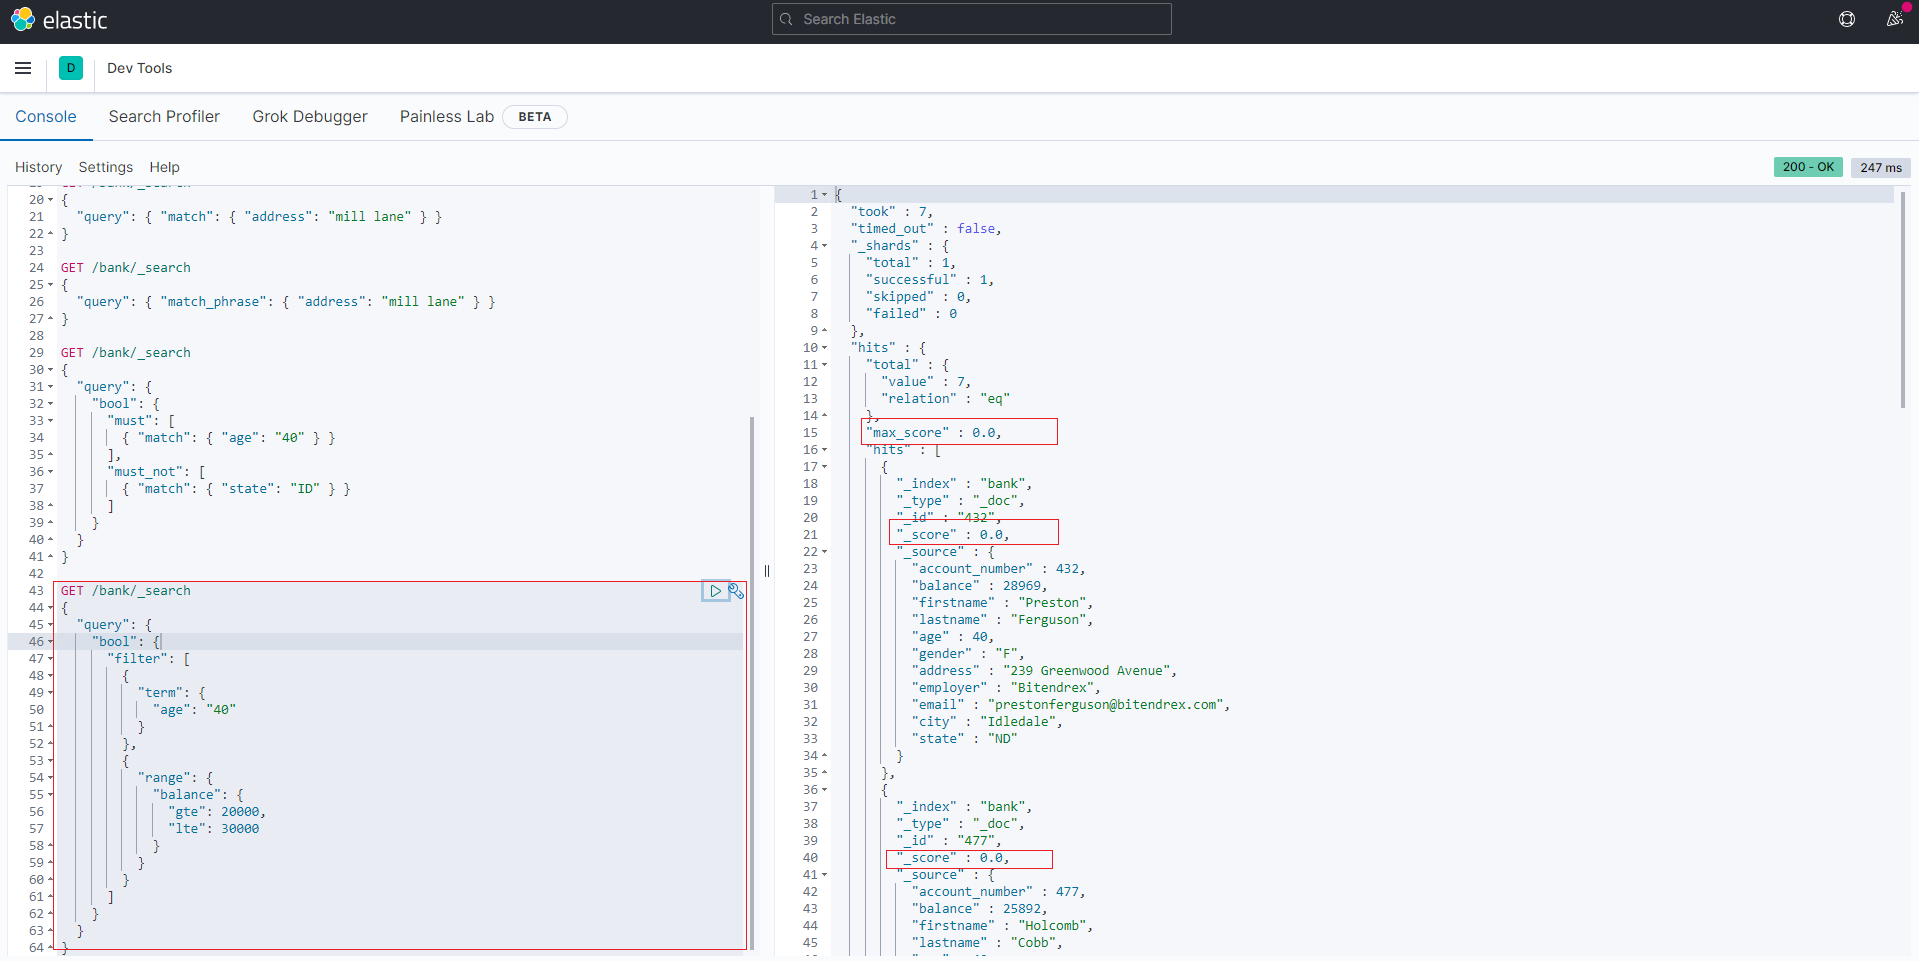 elastic
Search Elastic
D
Dev Tools
Console Search Profiler Grok Debugger Painless Lab BETA
History Settings Help
200 - OK 247 ms
20 {
21 "query": { "match": { "address": "mill lane" } }
22 }
23
24 GET /bank/_search
25 {
26 "query": { "match_phrase": { "address": "mill lane" } }
27 }
28
29 GET /bank/_search
30 {
31 "query": {
32 "bool": {
33 "must": [
34 { "match": { "age": "40" } }
35 ],
36 "must_not": [
37 { "match": { "state": "ID" } }
38 ]
39 }
40 }
41 }
42
43 GET /bank/_search
44 {
45 "query": {
46 "bool": {
47 "filter": [
48 {
49 "term": {
50 "age": "40"
51 }
52 },
53 {
54 "range": {
55 "balance": {
56 "gte": 20000,
57 "lte": 30000
58 }
59 }
60 }
61 ]
62 }
63 }
64 }
1 {
2 "took" : 7,
3 "timed_out" : false,
4 "_shards" : {
5 "total" : 1,
6 "successful" : 1,
7 "skipped" : 0,
8 "failed" : 0
9 },
10 "hits" : {
11 "total" : {
12 "value" : 7,
13 "relation" : "eq"
14 },
15 "max_score" : 0.0,
16 "hits" : [
17 {
18 "_index" : "bank",
19 "_type" : "_doc",
20 "_id" : "432",
21 "_score" : 0.0,
22 "_source" : {
23 "account_number" : 432,
24 "balance" : 28969,
25 "firstname" : "Preston",
26 "lastname" : "Ferguson",
27 "age" : 40,
28 "gender" : "F",
29 "address" : "239 Greenwood Avenue",
30 "employer" : "Bitendrex",
31 "email" : "prestonferguson@bitendrex.com",
32 "city" : "Idledale",
33 "state" : "ND"
34 }
35 },
36 {
37 "_index" : "bank",
38 "_type" : "_doc",
39 "_id" : "477",
40 "_score" : 0.0,
41 "_source" : {
42 "account_number" : 477,
43 "balance" : 25892,
44 "firstname" : "Holcomb",
45 "lastname" : "Cobb",